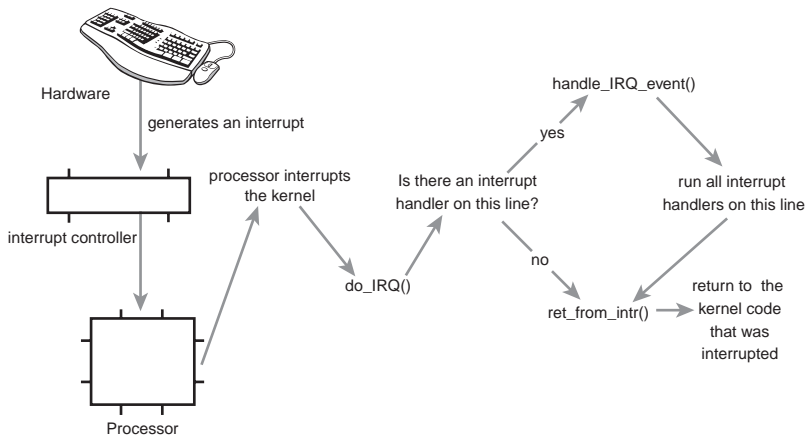 Hardware
generates an interrupt
interrupt controller
Processor
processor interrupts
the kernel
do_IRQ()
Is there an interrupt
handler on this line?
yes
no
handle_IRQ_event()
run all interrupt
handlers on this line
ret_from_intr()
return to the
kernel code
that was
interrupted